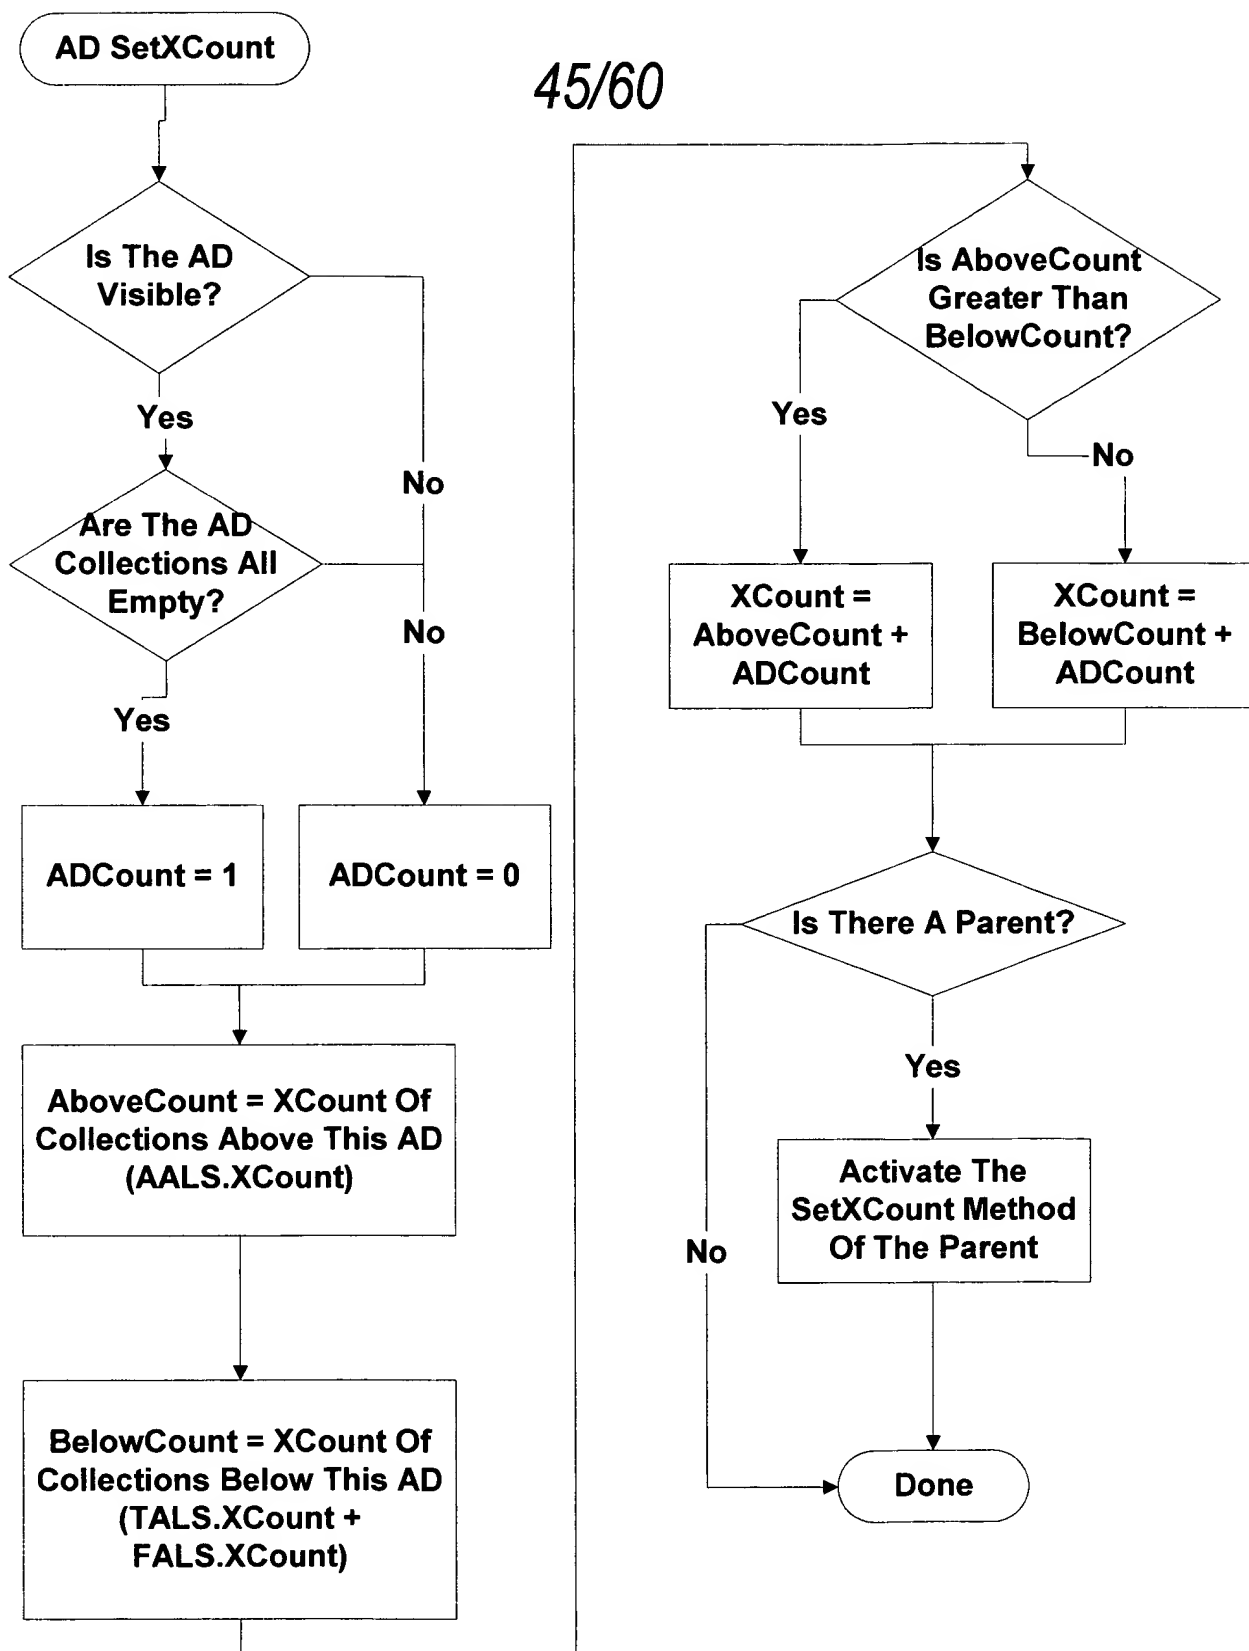 AD SetXCount
45/60
Is The AD
Visible?
Yes
No
Are The AD
Collections All
Empty?
No
Yes
ADCount = 1
ADCount = 0
AboveCount = XCount Of
Collections Above This AD
(AALS.XCount)
BelowCount = XCount Of
Collections Below This AD
(TALS.XCount +
FALS.XCount)
Is AboveCount
Greater Than
BelowCount?
Yes
No
XCount =
AboveCount +
ADCount
XCount =
BelowCount +
ADCount
Is There A Parent?
Yes
No
Activate The
SetXCount Method
Of The Parent
Done